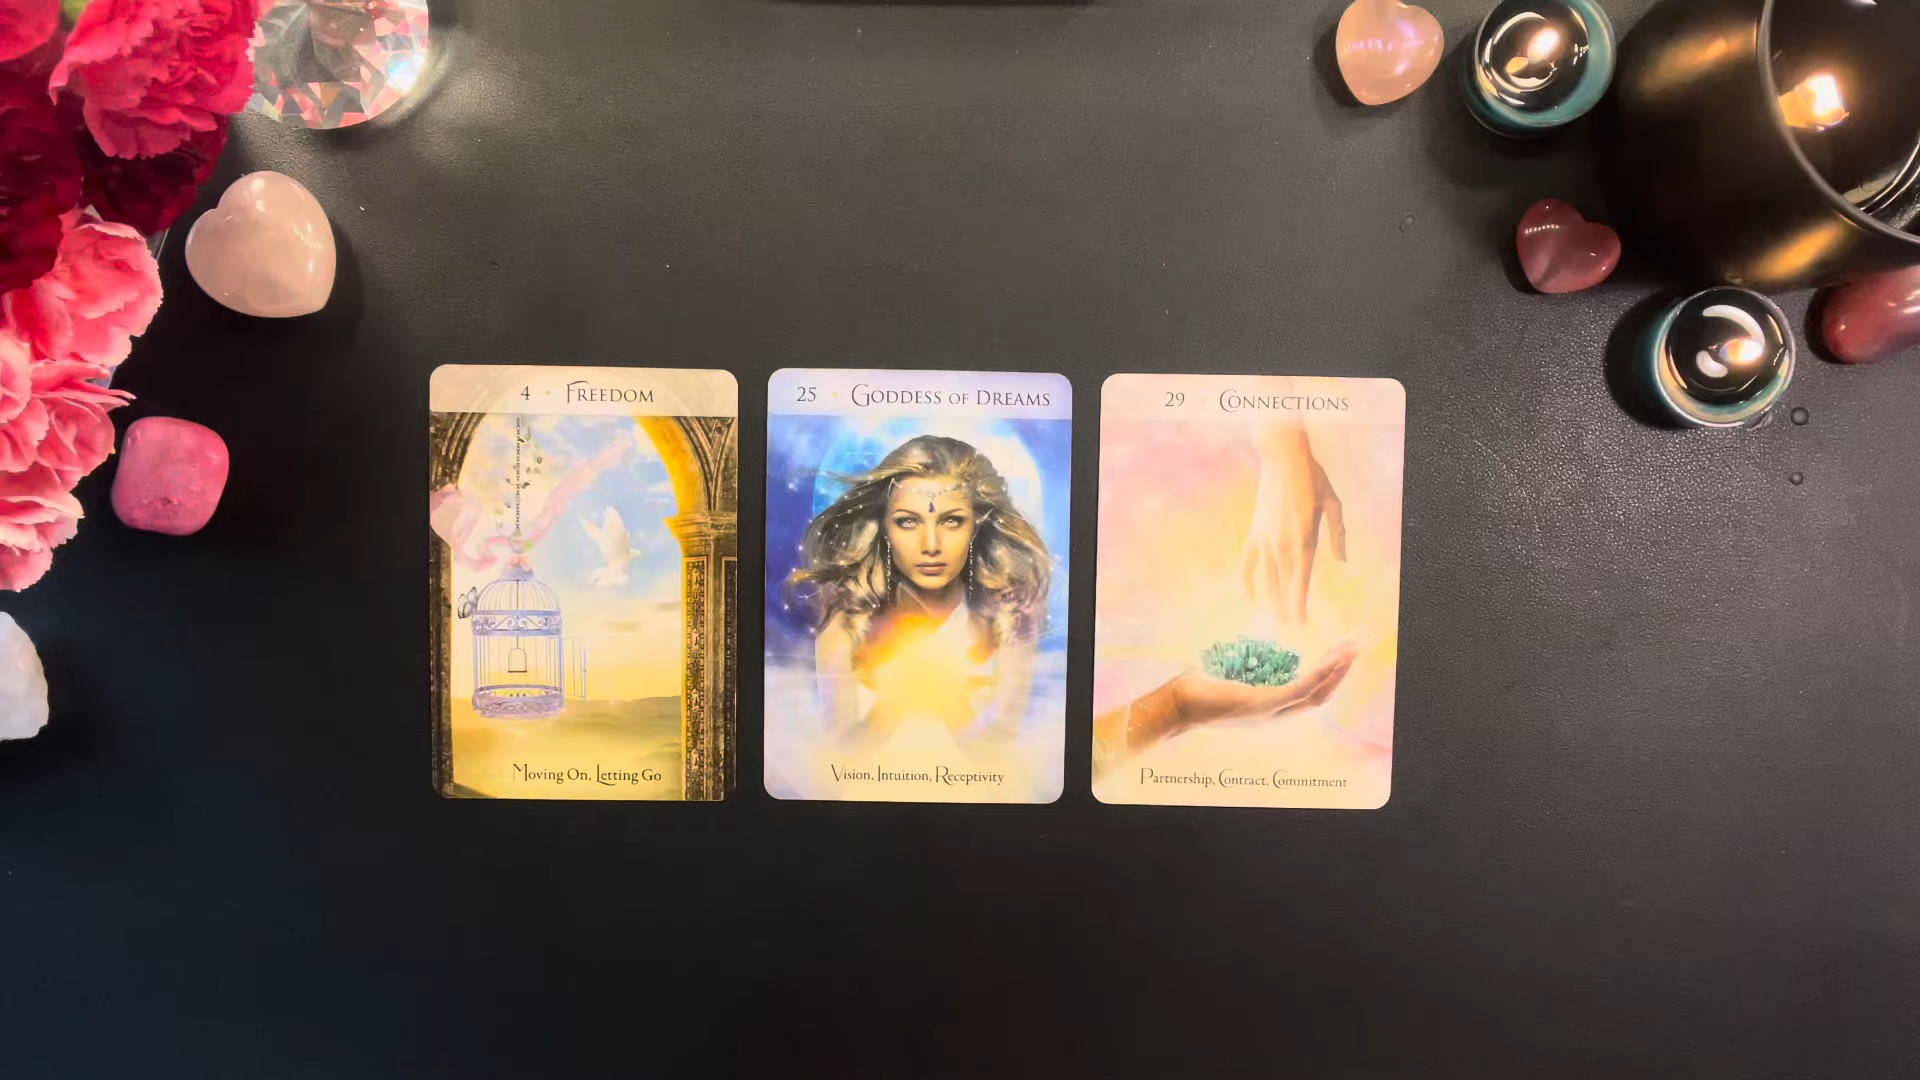 4 ✦ Freedom
Moving On, Letting Go
25 ✦ Goddess of Dreams
Vision, Intuition, Receptivity
29 ✦ Connections
Partnership, Contract, Commitment